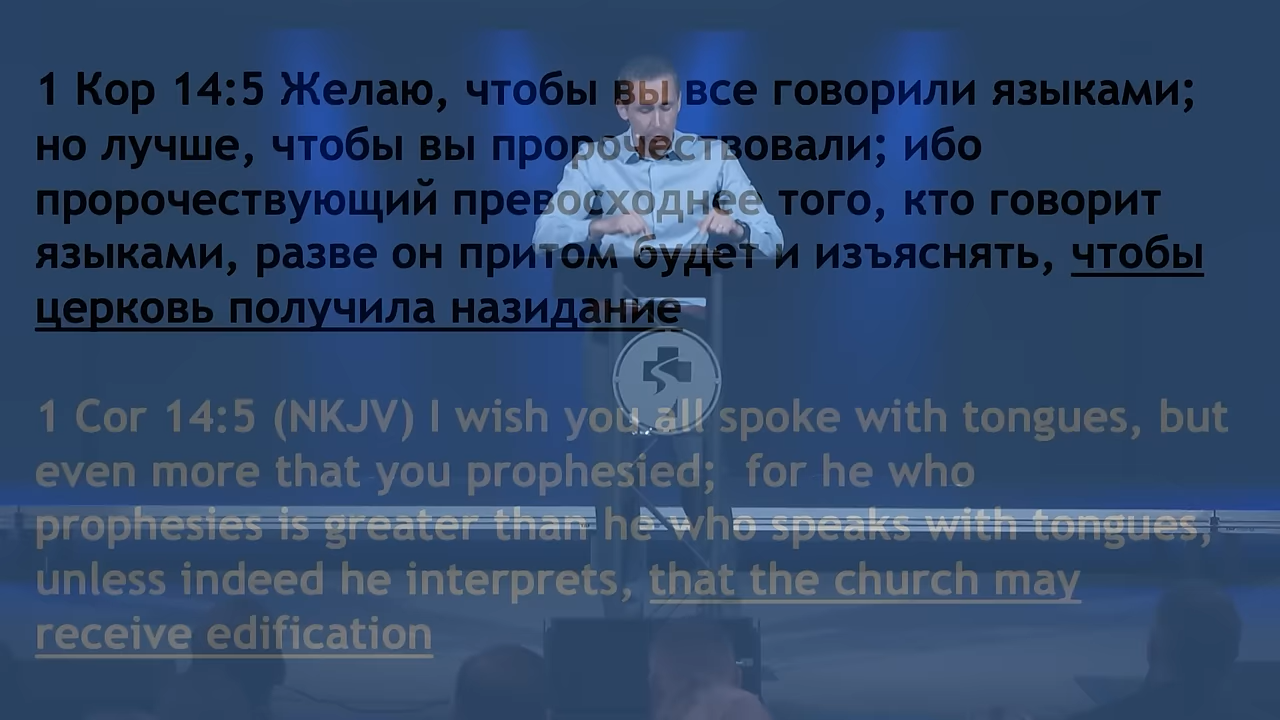 1 Кор 14:5 Желаю, чтобы вы все говорили языками;
но лучше, чтобы вы пророчествовали; ибо
пророчествующий превосходнее того, кто говорит
языками, разве он притом будет и изъяснять, чтобы
церковь получила назидание
1 Cor 14:5 (NKJV) I wish you all spoke with tongues, but
even more that you prophesied;  for he who
prophesies is greater than he who speaks with tongues,
unless indeed he interprets, that the church may
receive edification